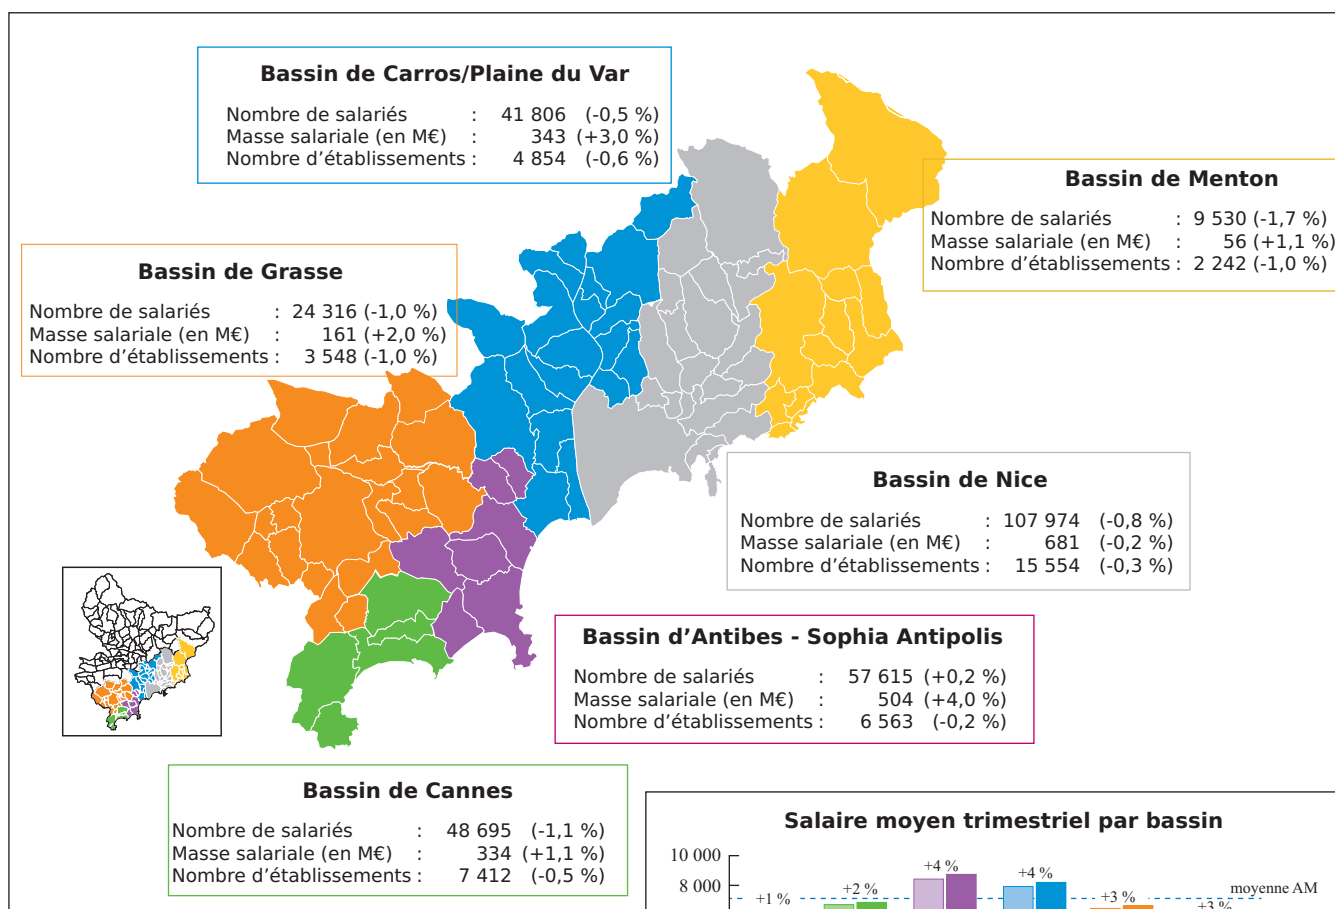 Bassin de Carros/Plaine du Var
Nombre de salariés : 41 806 (-0,5 %)
Masse salariale (en M€) : 343 (+3,0 %)
Nombre d'établissements : 4 854 (-0,6 %)
Bassin de Menton
Nombre de salariés : 9 530 (-1,7 %)
Masse salariale (en M€) : 56 (+1,1 %)
Nombre d'établissements : 2 242 (-1,0 %)
Bassin de Grasse
Nombre de salariés : 24 316 (-1,0 %)
Masse salariale (en M€) : 161 (+2,0 %)
Nombre d'établissements : 3 548 (-1,0 %)
Bassin de Nice
Nombre de salariés : 107 974 (-0,8 %)
Masse salariale (en M€) : 681 (-0,2 %)
Nombre d'établissements : 15 554 (-0,3 %)
Bassin d'Antibes - Sophia Antipolis
Nombre de salariés : 57 615 (+0,2 %)
Masse salariale (en M€) : 504 (+4,0 %)
Nombre d'établissements : 6 563 (-0,2 %)
Bassin de Cannes
Nombre de salariés : 48 695 (-1,1 %)
Masse salariale (en M€) : 334 (+1,1 %)
Nombre d'établissements : 7 412 (-0,5 %)
Salaire moyen trimestriel par bassin
10 000
8 000
+1 %
+2 %
+4 %
+4 %
+3 %
+3 %
moyenne AM